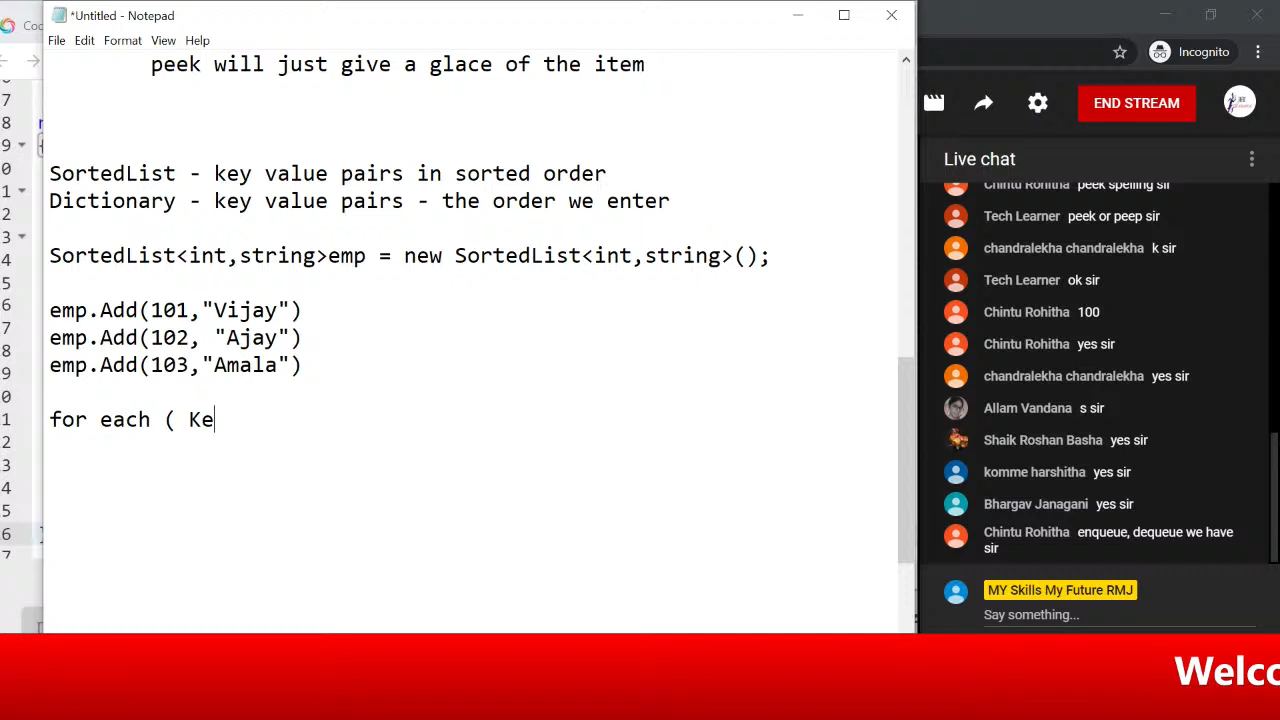 *Untitled - Notepad
File Edit Format View Help
peek will just give a glace of the item
SortedList - key value pairs in sorted order
Dictionary - key value pairs - the order we enter
SortedList<int,string>emp = new SortedList<int,string>();
emp.Add(101,"Vijay")
emp.Add(102, "Ajay")
emp.Add(103,"Amala")
for each ( Ke
Incognito
END STREAM
Live chat
Chintu Rohitha peek spelling sir
Tech Learner peek or peep sir
chandralekha chandralekha k sir
Tech Learner ok sir
Chintu Rohitha 100
Chintu Rohitha yes sir
chandralekha chandralekha yes sir
Allam Vandana s sir
Shaik Roshan Basha yes sir
komme harshitha yes sir
Bhargav Janagani yes sir
Chintu Rohitha enqueue, dequeue we have
sir
MY Skills My Future RMJ
Say something...
Welco